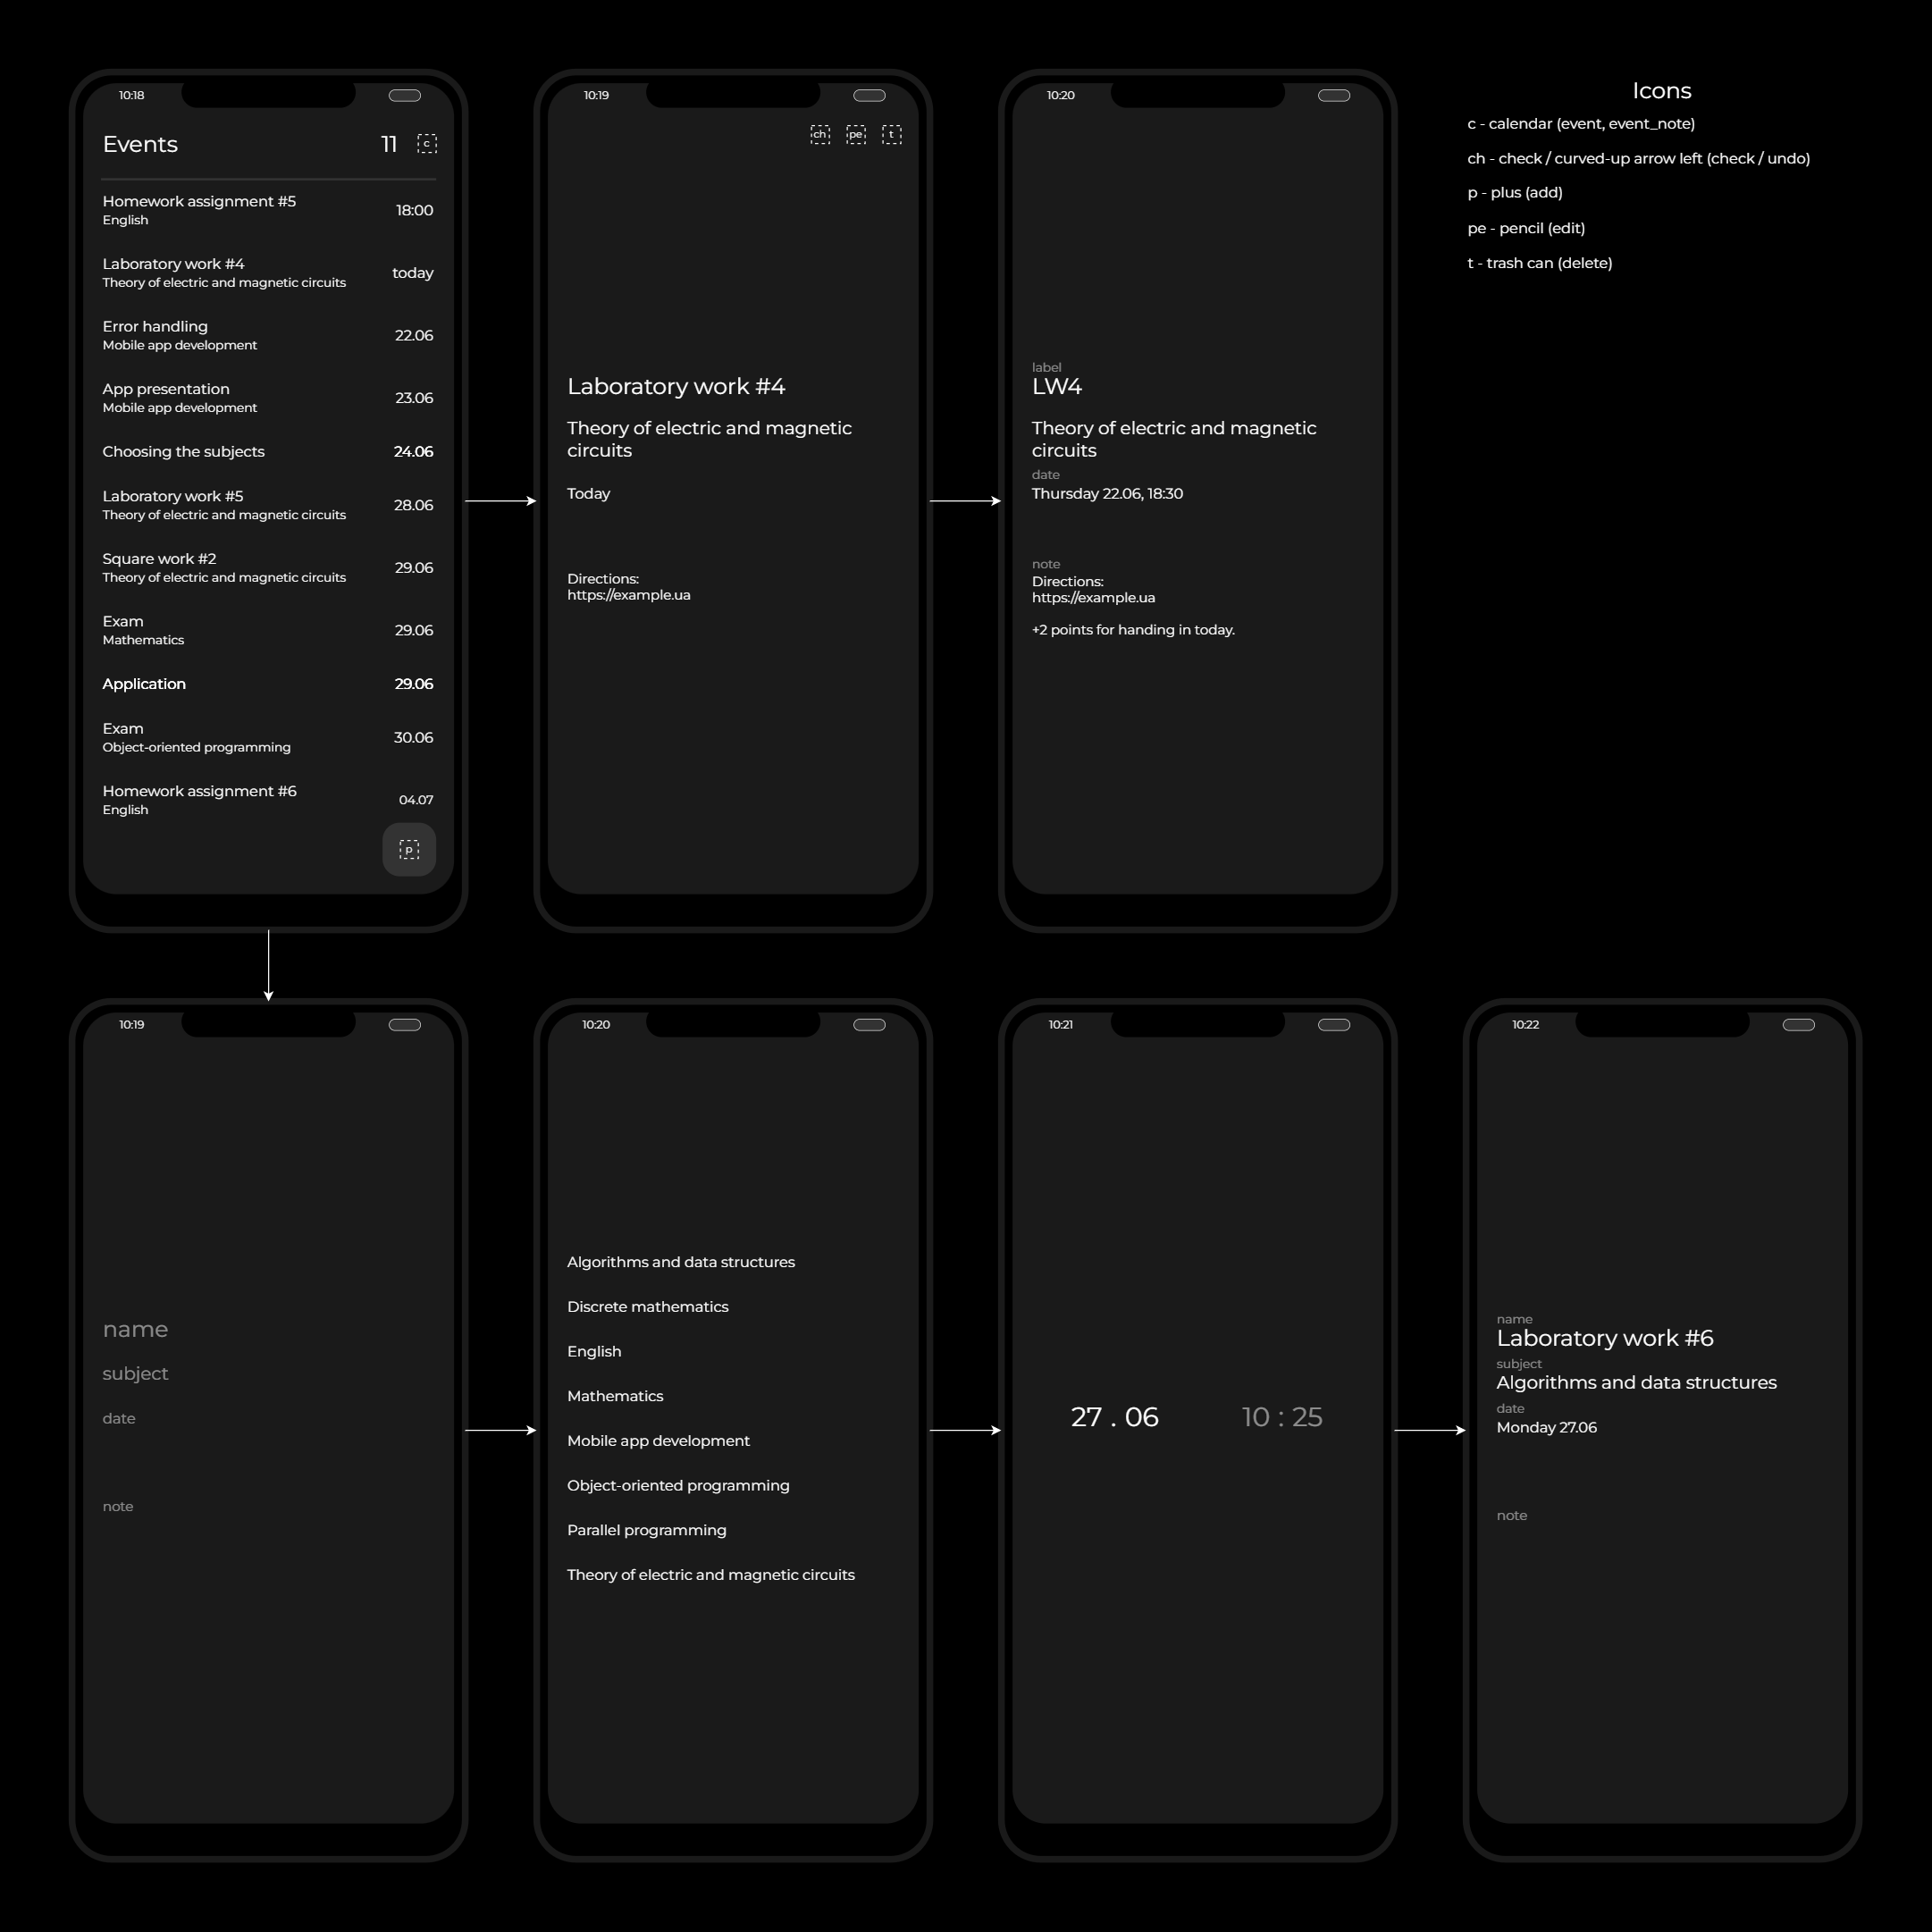 10:18
Events 11 c
Homework assignment #5
English
18:00
Laboratory work #4
Theory of electric and magnetic circuits
today
Error handling
Mobile app development
22.06
App presentation
Mobile app development
23.06
Choosing the subjects
24.06
Laboratory work #5
Theory of electric and magnetic circuits
28.06
Square work #2
Theory of electric and magnetic circuits
29.06
Exam
Mathematics
29.06
Application
29.06
Exam
Object-oriented programming
30.06
Homework assignment #6
English
04.07
p
10:19
ch pe t
Laboratory work #4
Theory of electric and magnetic
circuits
Today
Directions:
https://example.ua
10:20
label
LW4
Theory of electric and magnetic
circuits
date
Thursday 22.06, 18:30
note
Directions:
https://example.ua
+2 points for handing in today.
Icons
c - calendar (event, event_note)
ch - check / curved-up arrow left (check / undo)
p - plus (add)
pe - pencil (edit)
t - trash can (delete)
10:19
name
subject
date
note
10:20
Algorithms and data structures
Discrete mathematics
English
Mathematics
Mobile app development
Object-oriented programming
Parallel programming
Theory of electric and magnetic circuits
10:21
27 . 06 10 : 25
10:22
name
Laboratory work #6
subject
Algorithms and data structures
date
Monday 27.06
note